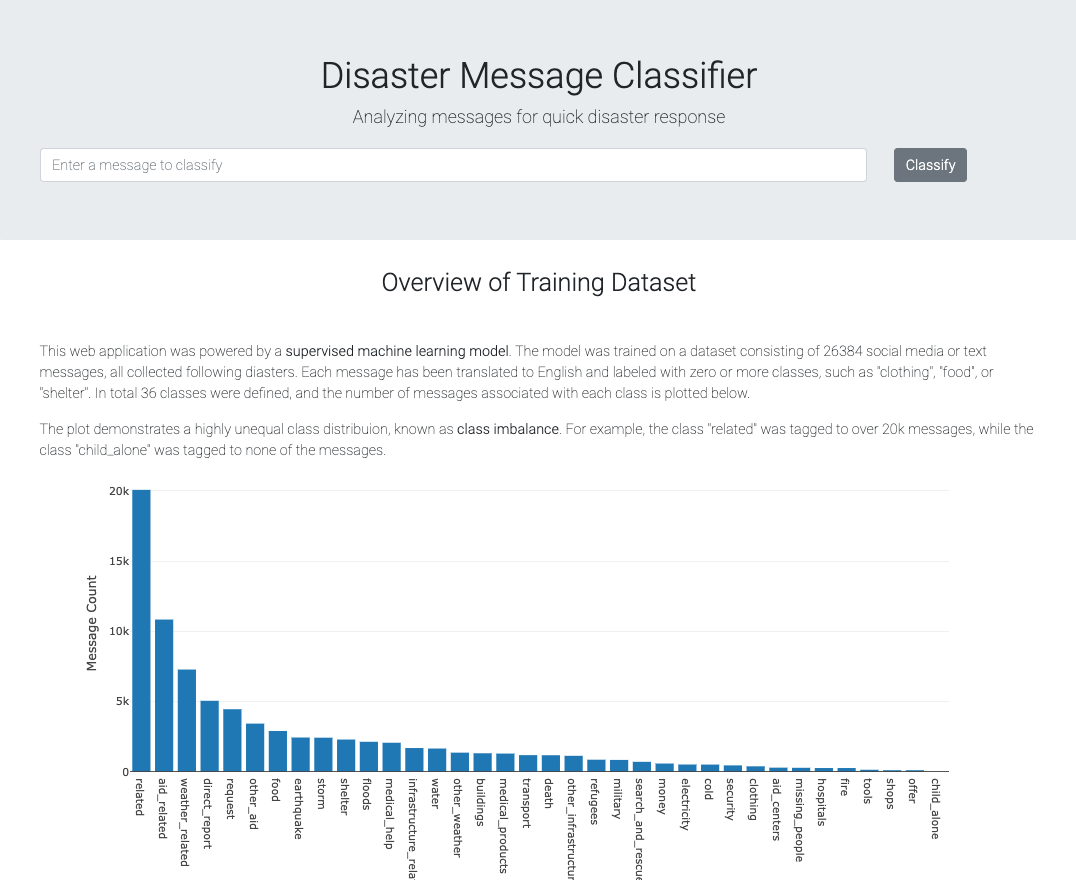 Disaster Message Classifier
Analyzing messages for quick disaster response
Enter a message to classify
Classify
Overview of Training Dataset
This web application was powered by a supervised machine learning model. The model was trained on a dataset consisting of 26384 social media or text
messages, all collected following diasters. Each message has been translated to English and labeled with zero or more classes, such as "clothing", "food", or
"shelter". In total 36 classes were defined, and the number of messages associated with each class is plotted below.
The plot demonstrates a highly unequal class distribuion, known as class imbalance. For example, the class "related" was tagged to over 20k messages, while the
class "child_alone" was tagged to none of the messages.
Message Count
20k
15k
10k
5k
0
related
aid_related
weather_related
direct_report
request
other_aid
food
earthquake
storm
shelter
floods
medical_help
infrastructure_rela
water
other_weather
buildings
medical_products
transport
death
other_infrastructur
refugees
military
search_and_rescue
money
electricity
cold
security
clothing
aid_centers
missing_people
hospitals
fire
tools
shops
offer
child_alone